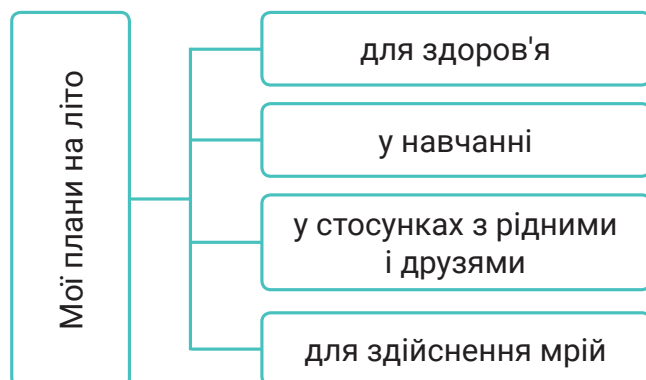 Мої плани на літо
для здоров'я
у навчанні
у стосунках з рідними
і друзями
для здійснення мрій